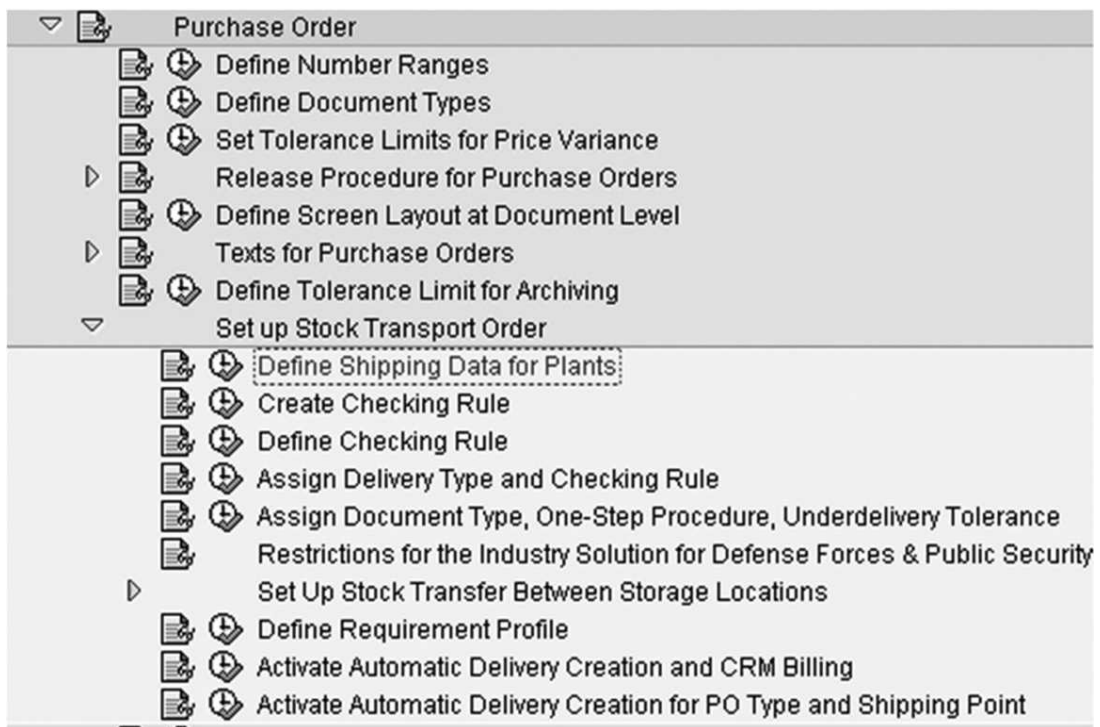 Purchase Order
Define Number Ranges
Define Document Types
Set Tolerance Limits for Price Variance
Release Procedure for Purchase Orders
Define Screen Layout at Document Level
Texts for Purchase Orders
Define Tolerance Limit for Archiving
Set up Stock Transport Order
Define Shipping Data for Plants
Create Checking Rule
Define Checking Rule
Assign Delivery Type and Checking Rule
Assign Document Type, One-Step Procedure, Underdelivery Tolerance
Restrictions for the Industry Solution for Defense Forces & Public Security
Set Up Stock Transfer Between Storage Locations
Define Requirement Profile
Activate Automatic Delivery Creation and CRM Billing
Activate Automatic Delivery Creation for PO Type and Shipping Point